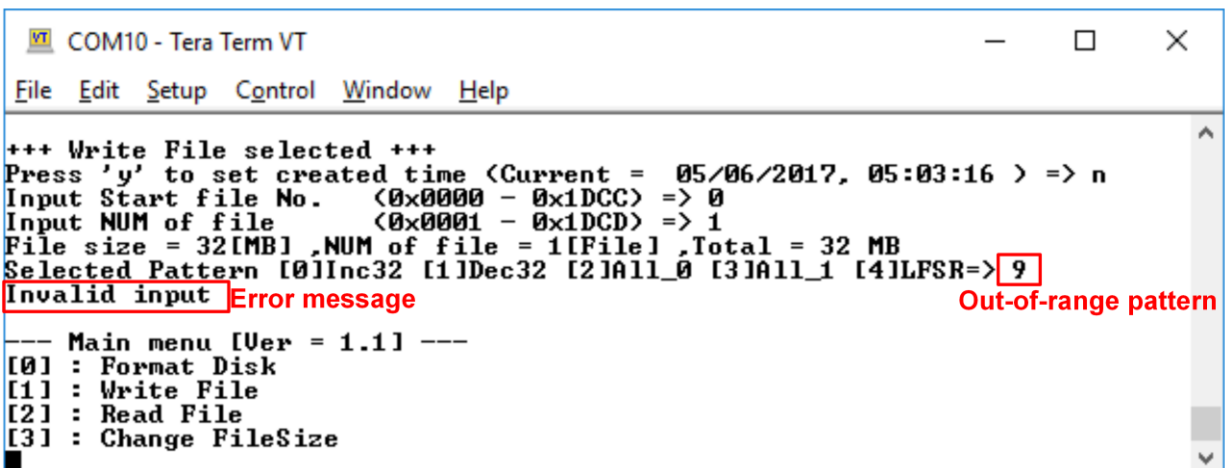 COM10 - Tera Term VT
File Edit Setup Control Window Help
+++ Write File selected +++
Press 'y' to set created time (Current =  05/06/2017, 05:03:16 ) => n
Input Start file No.   (0x0000 - 0x1DCC) => 0
Input NUM of file      (0x0001 - 0x1DCD) => 1
File size = 32[MB] ,NUM of file = 1[File] ,Total = 32 MB
Selected Pattern [0]Inc32 [1]Dec32 [2]All_0 [3]All_1 [4]LFSR=> 9
Invalid input Error message Out-of-range pattern
--- Main menu [Ver = 1.1] ---
[0] : Format Disk
[1] : Write File
[2] : Read File
[3] : Change FileSize